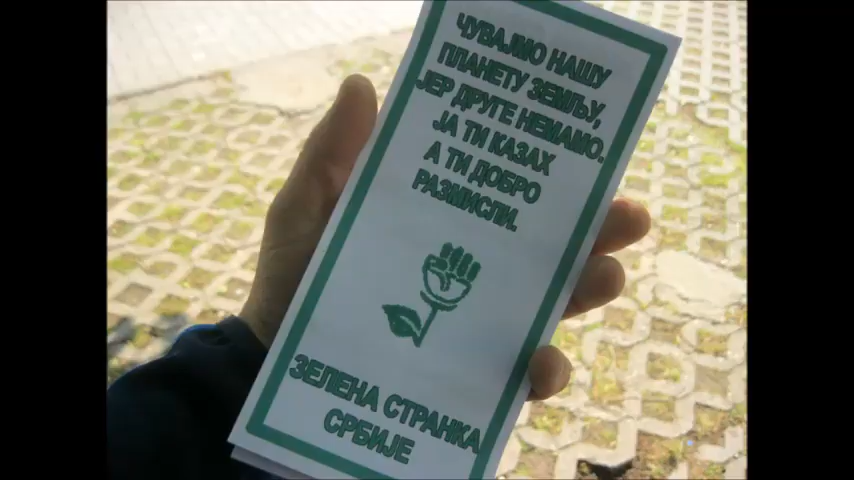 ЧУВАЈМО НАШУ
ПЛАНЕТУ ЗЕМЉУ,
ЈЕР ДРУГЕ НЕМАМО.
ЈА ТИ КАЗАХ
А ТИ ДОБРО
РАЗМИСЛИ.
ЗЕЛЕНА СТРАНКА
СРБИЈЕ